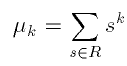 μ_k = ∑_{s∈R} s^k